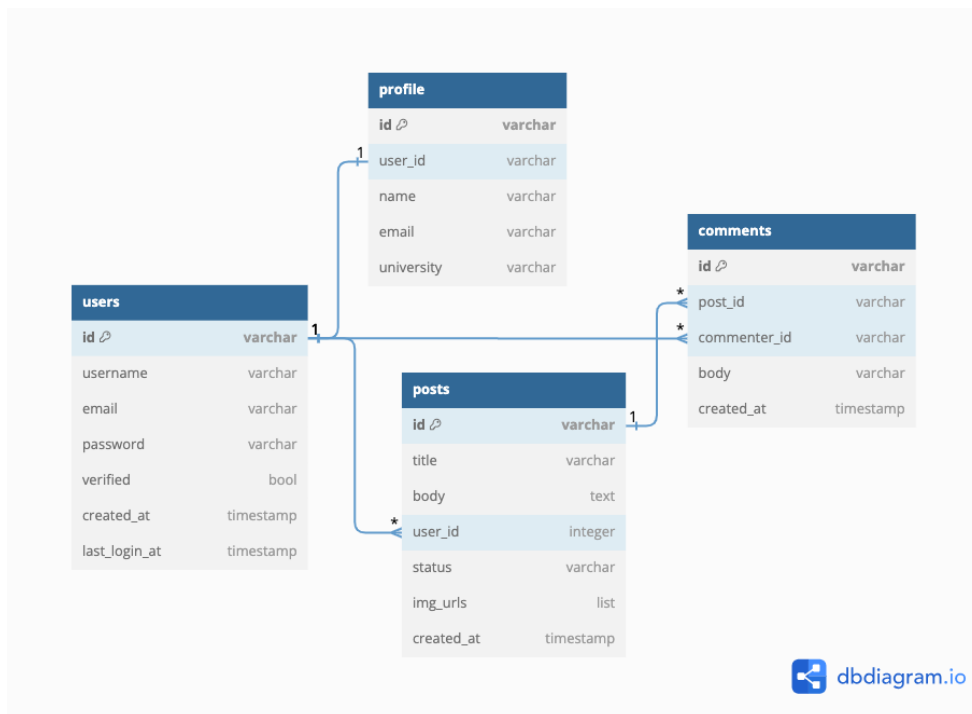 profile
id varchar
user_id varchar
name varchar
email varchar
university varchar
1
comments
id varchar
post_id varchar
commenter_id varchar
body varchar
created_at timestamp
*
*
users
id varchar
username varchar
email varchar
password varchar
verified bool
created_at timestamp
last_login_at timestamp
1
posts
id varchar
title varchar
body text
user_id integer
status varchar
img_urls list
created_at timestamp
1
*
dbdiagram.io